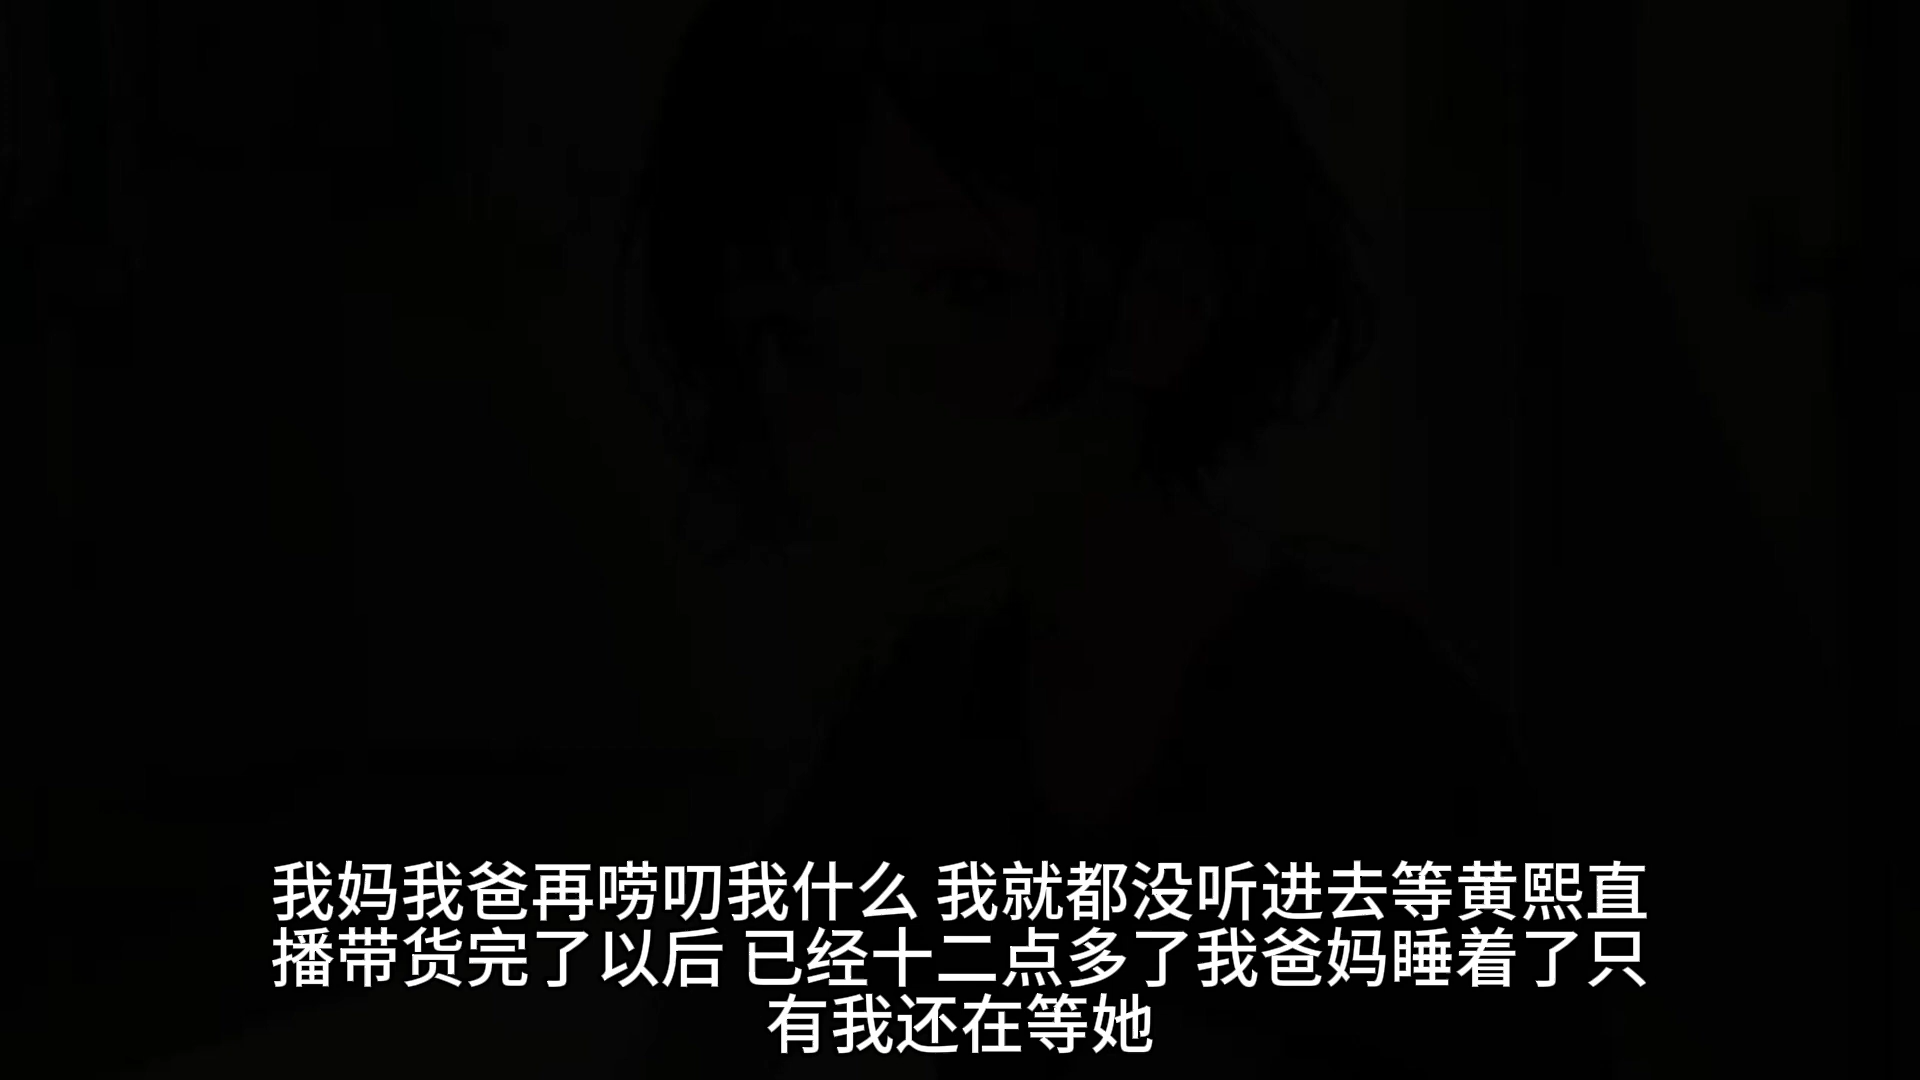 我妈我爸再唠叨我什么 我就都没听进去等黄熙直
播带货完了以后 已经十二点多了我爸妈睡着了只
有我还在等她